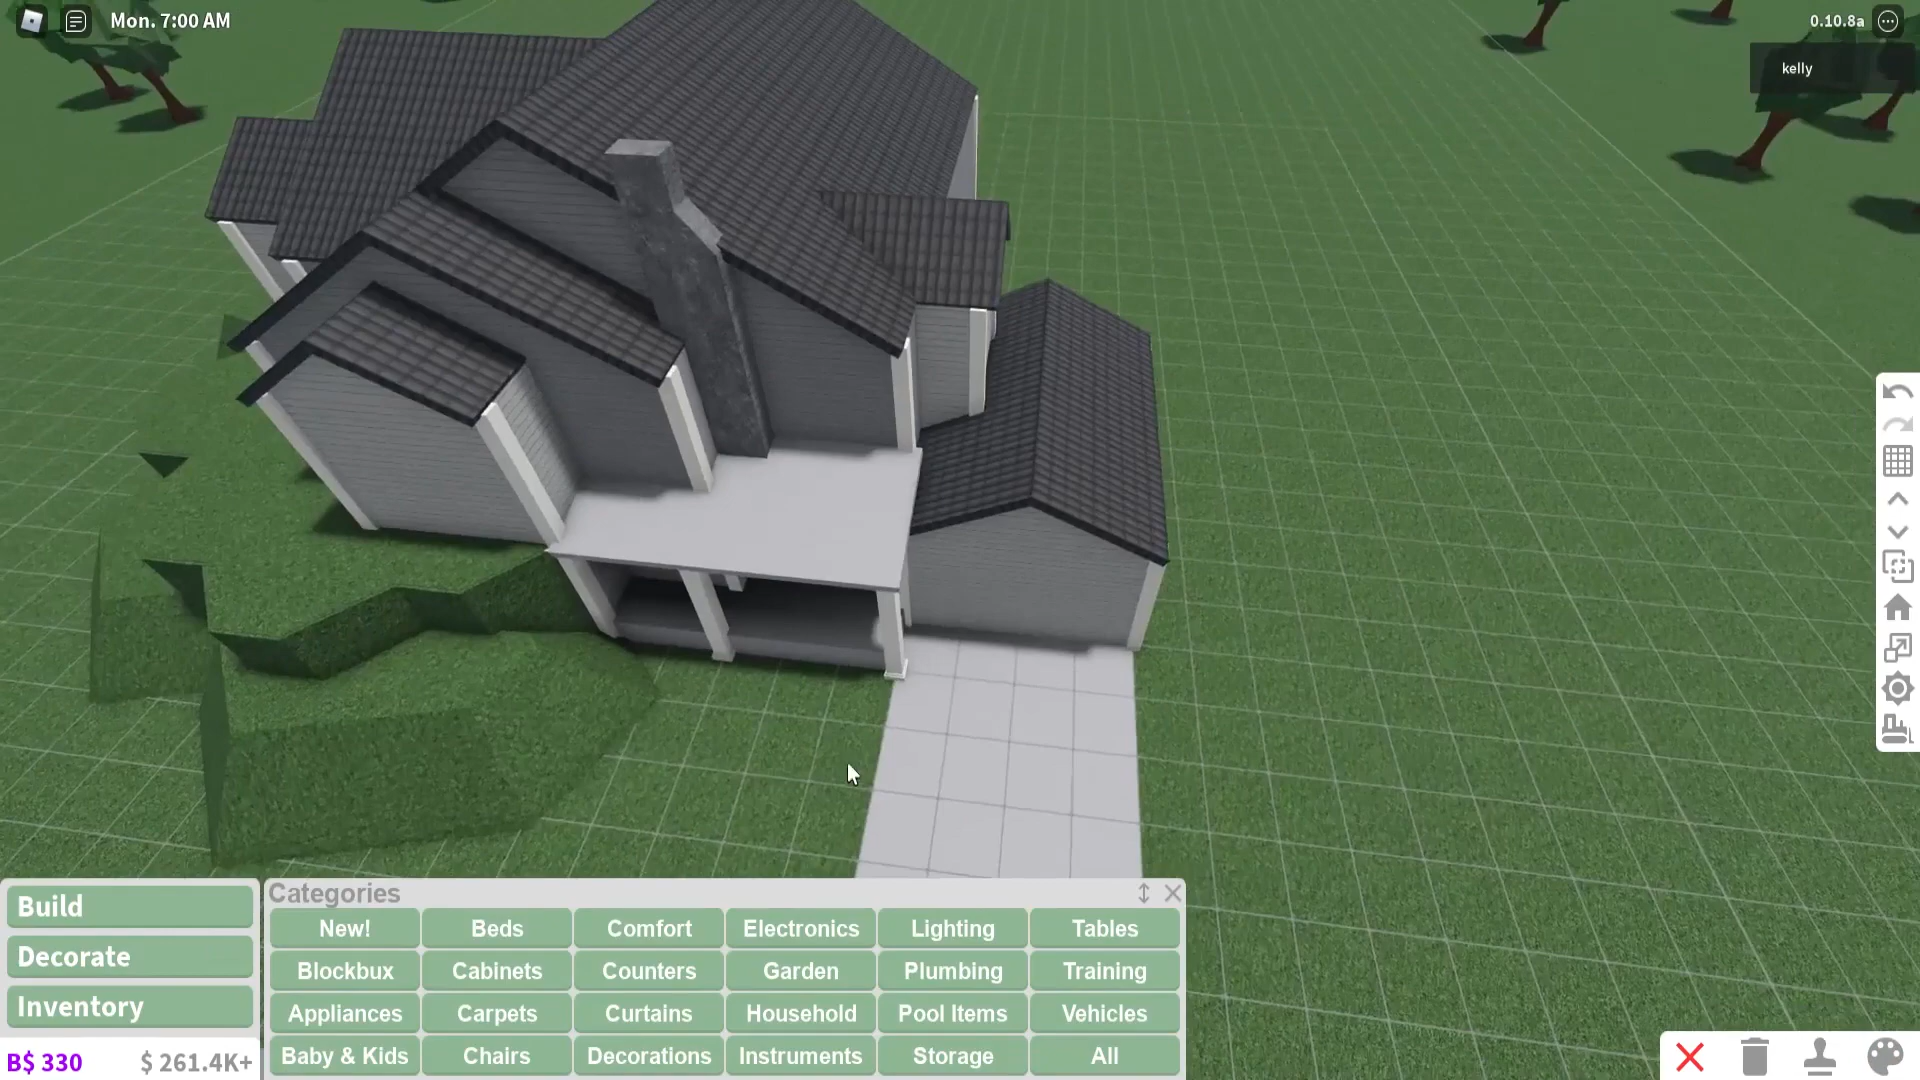 Mon. 7:00 AM
0.10.8a
kelly
Build
Decorate
Inventory
B$ 330 $ 261.4K+
Categories
New! Beds Comfort Electronics Lighting Tables
Blockbux Cabinets Counters Garden Plumbing Training
Appliances Carpets Curtains Household Pool Items Vehicles
Baby & Kids Chairs Decorations Instruments Storage All